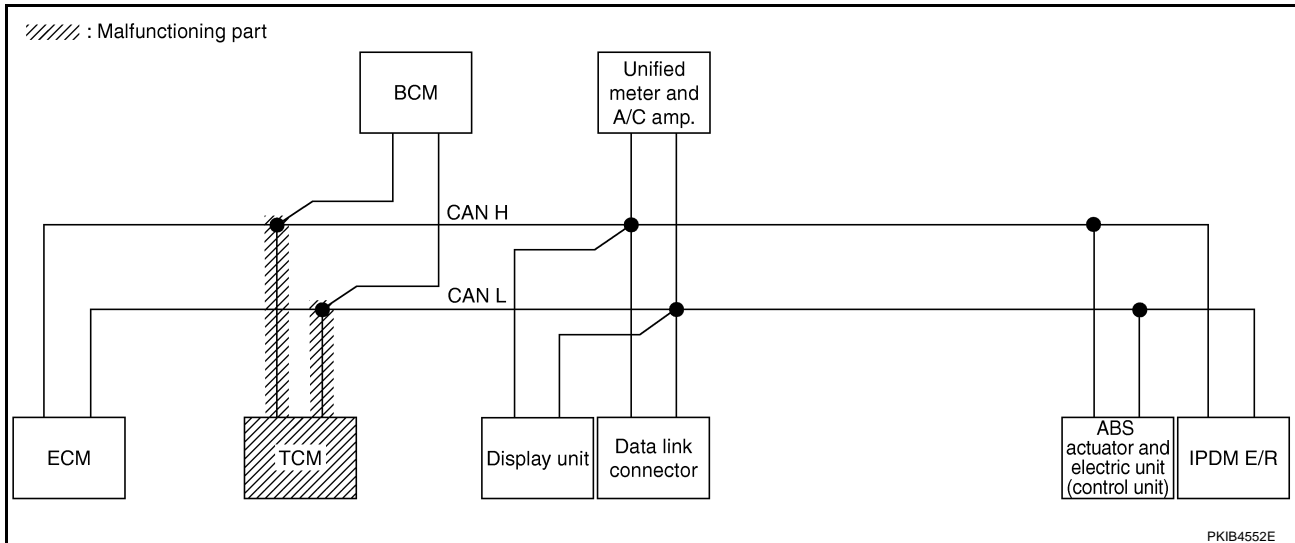 : Malfunctioning part
BCM
Unified
meter and
A/C amp.
CAN H
CAN L
ECM
TCM
Display unit
Data link
connector
ABS
actuator and
electric unit
(control unit)
IPDM E/R
PKIB4552E